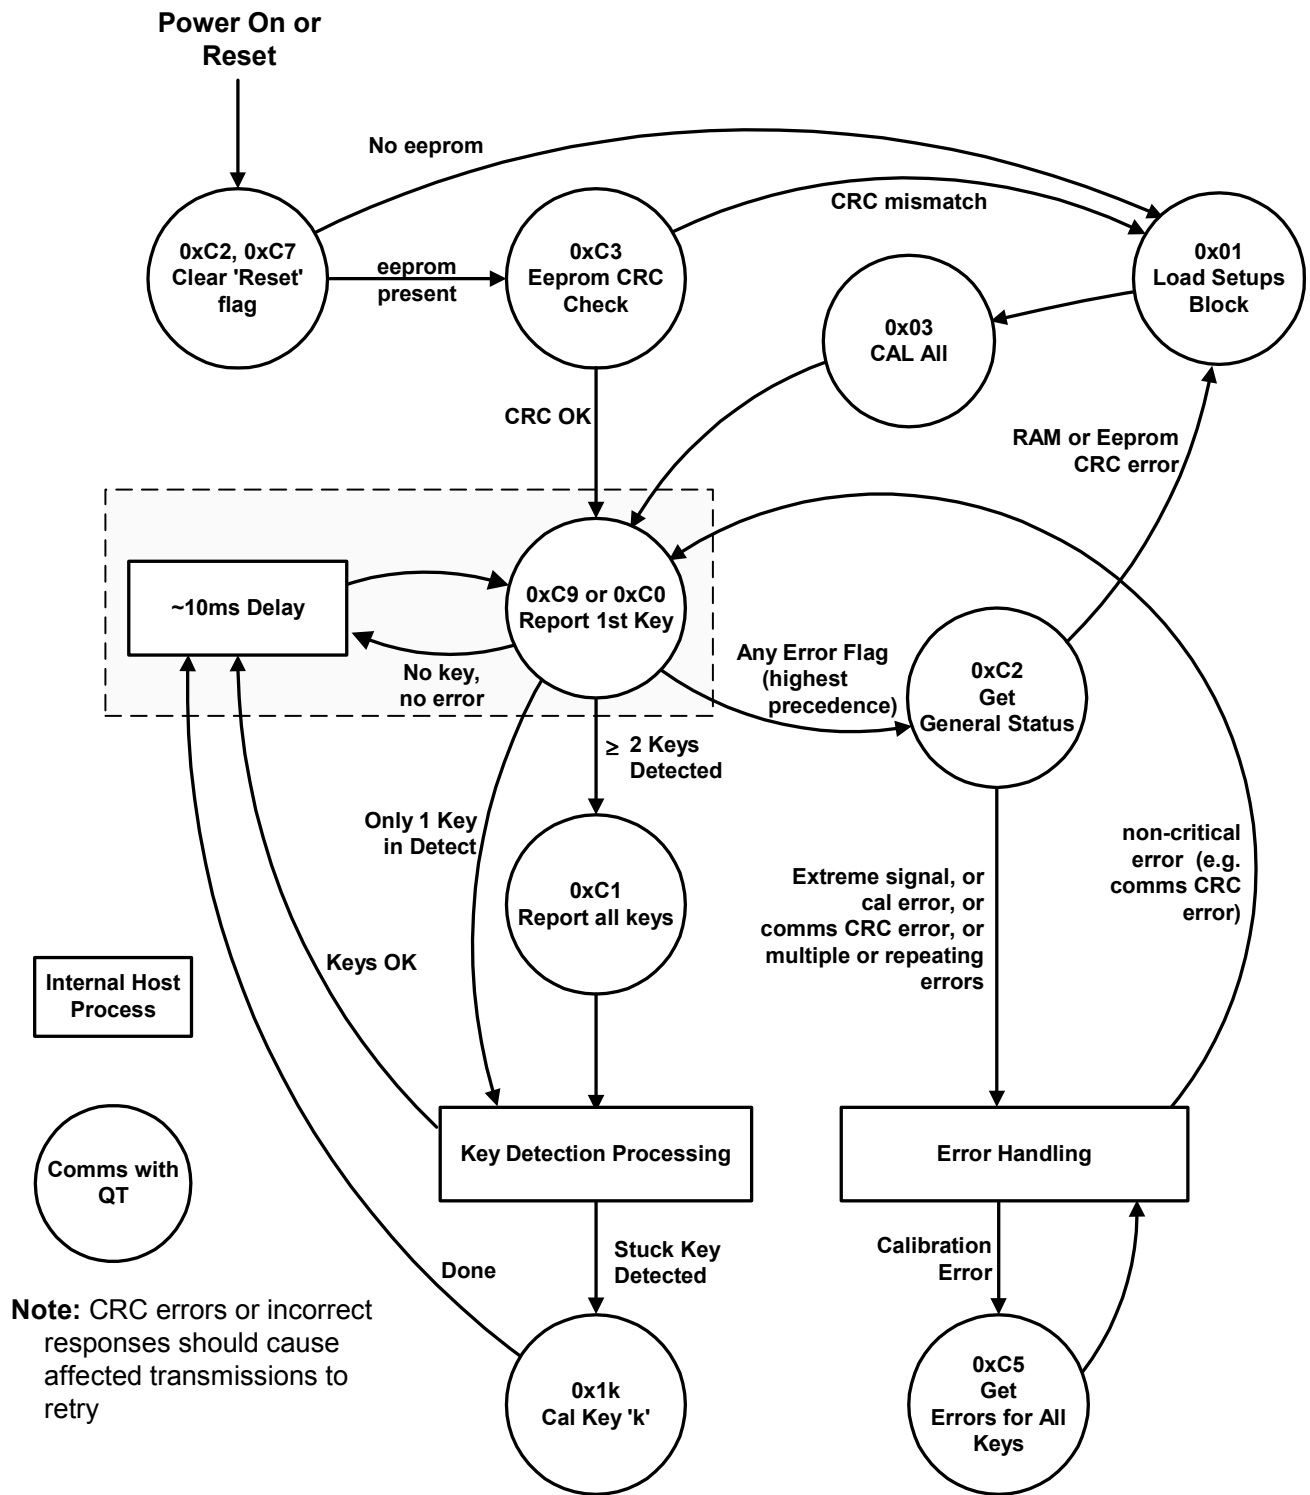 Power On or
Reset
No eeprom
CRC mismatch
0xC2, 0xC7
Clear 'Reset'
flag
eeprom
present
0xC3
Eeprom CRC
Check
0x01
Load Setups
Block
0x03
CAL All
CRC OK
RAM or Eeprom
CRC error
~10ms Delay
0xC9 or 0xC0
Report 1st Key
No key,
no error
Any Error Flag
(highest
precedence)
0xC2
Get
General Status
≥ 2 Keys
Detected
Only 1 Key
in Detect
0xC1
Report all keys
non-critical
error (e.g.
comms CRC
error)
Extreme signal, or
cal error, or
comms CRC error, or
multiple or repeating
errors
Keys OK
Internal Host
Process
Key Detection Processing
Error Handling
Comms with
QT
Stuck Key
Detected
Calibration
Error
Done
Note: CRC errors or incorrect
responses should cause
affected transmissions to
retry
0x1k
Cal Key 'k'
0xC5
Get
Errors for All
Keys